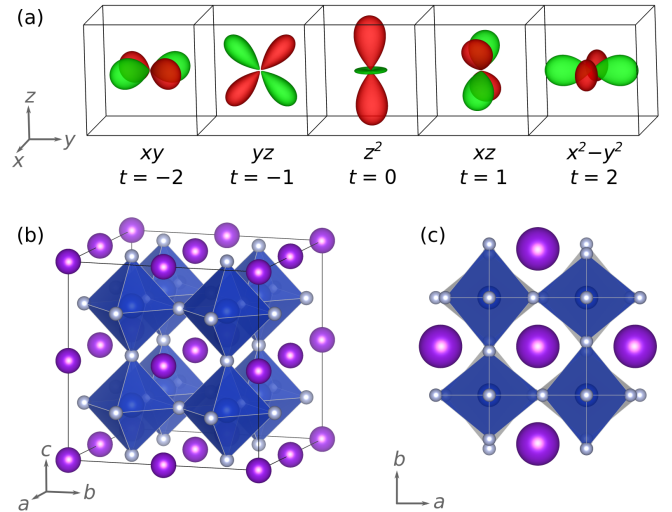 (a)
z
y
x
xy yz z² xz x²−y²
t = −2 t = −1 t = 0 t = 1 t = 2
(b) (c)
c
a b
b
a